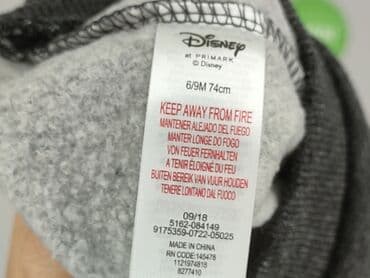 Disney
at PRIMARK
© Disney
6/9M 74cm
KEEP AWAY FROM FIRE
MANTENER ALEJADO DEL FUEGO
MANTER LONGE DO FOGO
VON FEUER FERNHALTEN
A TENIR ÉLOIGNÉ DU FEU
BUITEN BEREIK VAN VUUR HOUDEN
TENERE LONTANO DAL FUOCO
09/18
5162-084149
9175359-0722-05025
MADE IN CHINA
RN CODE:145478
1121974818
8277410